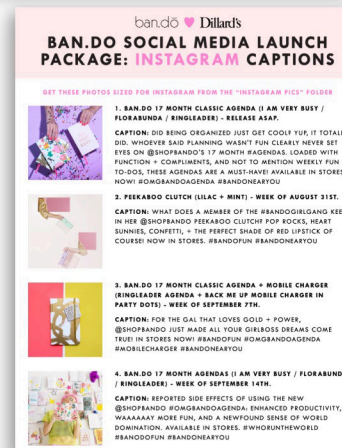 ban.dō Dillard's
BAN.DO SOCIAL MEDIA LAUNCH
PACKAGE: INSTAGRAM CAPTIONS
GET THESE PHOTOS SIZED FOR INSTAGRAM FROM THE "INSTAGRAM PICS" FOLDER
1. BAN.DO 17 MONTH CLASSIC AGENDA (I AM VERY BUSY /
FLORABUNDA / RINGLEADER) - RELEASE ASAP.
CAPTION: DID BEING ORGANIZED JUST GET COOL? YUP, IT TOTALL
DID. WHOEVER SAID PLANNING WASN'T FUN CLEARLY NEVER SET
EYES ON @SHOPBANDO'S 17 MONTH #AGENDAS. LOADED WITH
FUNCTION + COMPLIMENTS, AND NOT TO MENTION WEEKLY FUN
TO-DOS, THESE AGENDAS ARE A MUST-HAVE! AVAILABLE IN STORES
NOW! #OMGBANDOAGENDA #BANDONEARYOU
2. PEEKABOO CLUTCH (LILAC + MINT) - WEEK OF AUGUST 31ST.
CAPTION: WHAT DOES A MEMBER OF THE #BANDOGIRLGANG KEE
IN HER @SHOPBANDO PEEKABOO CLUTCH? POP ROCKS, HEART
SUNNIES, CONFETTI, + THE PERFECT SHADE OF RED LIPSTICK OF
COURSE! NOW IN STORES. #BANDOFUN #BANDONEARYOU
3. BAN.DO 17 MONTH CLASSIC AGENDA + MOBILE CHARGER
(RINGLEADER AGENDA + BACK ME UP MOBILE CHARGER IN
PARTY DOTS) - WEEK OF SEPTEMBER 7TH.
CAPTION: FOR THE GAL THAT LOVES GOLD + POWER,
@SHOPBANDO JUST MADE ALL YOUR GIRLBOSS DREAMS COME
TRUE! IN STORES NOW! #BANDOFUN #OMGBANDOAGENDA
#MOBILECHARGER #BANDONEARYOU
4. BAN.DO 17 MONTH AGENDAS (I AM VERY BUSY / FLORABUND
/ RINGLEADER) - WEEK OF SEPTEMBER 14TH.
CAPTION: REPORTED SIDE EFFECTS OF USING THE NEW
@SHOPBANDO #OMGBANDOAGENDA: ENHANCED PRODUCTIVITY,
WAAAAAY MORE FUN, AND A NEWFOUND SENSE OF WORLD
DOMINATION. AVAILABLE IN STORES. #WHORUNTHEWORLD
#BANDOFUN #BANDONEARYOU